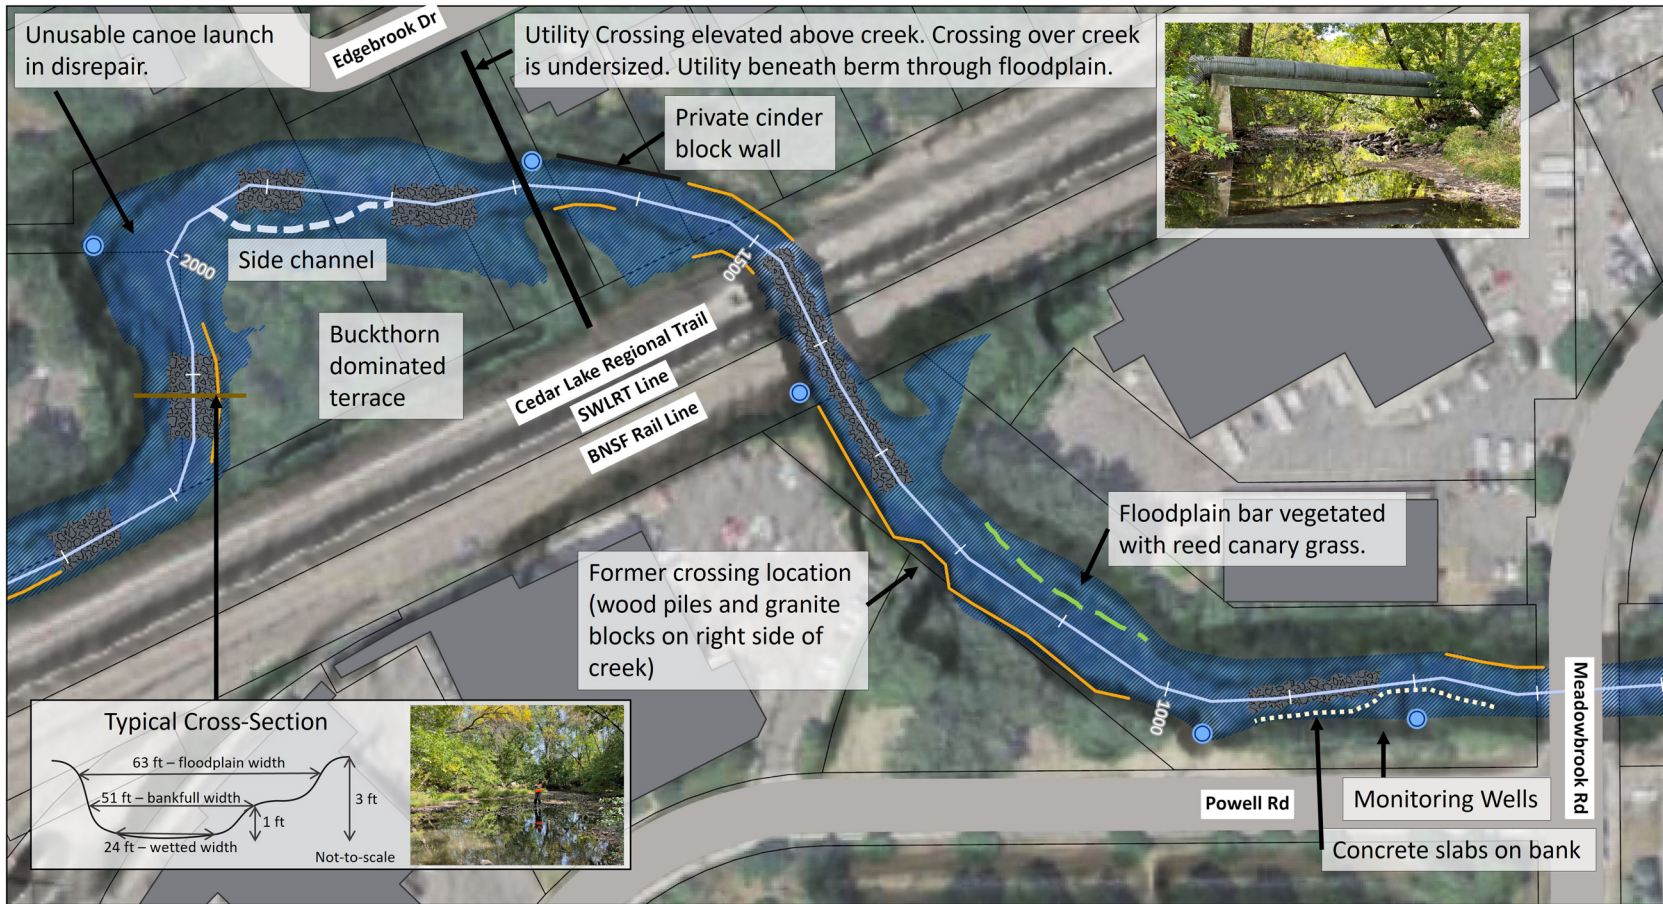 Unusable canoe launch
in disrepair.
Edgebrook Dr
Utility Crossing elevated above creek. Crossing over creek
is undersized. Utility beneath berm through floodplain.
Private cinder
block wall
Side channel
2000
1500
Buckthorn
dominated
terrace
Cedar Lake Regional Trail
SWLRT Line
BNSF Rail Line
Floodplain bar vegetated
with reed canary grass.
Former crossing location
(wood piles and granite
blocks on right side of
creek)
1000
Meadowbrook Rd
Powell Rd
Monitoring Wells
Concrete slabs on bank
Typical Cross-Section
63 ft – floodplain width
51 ft – bankfull width
3 ft
1 ft
24 ft – wetted width
Not-to-scale